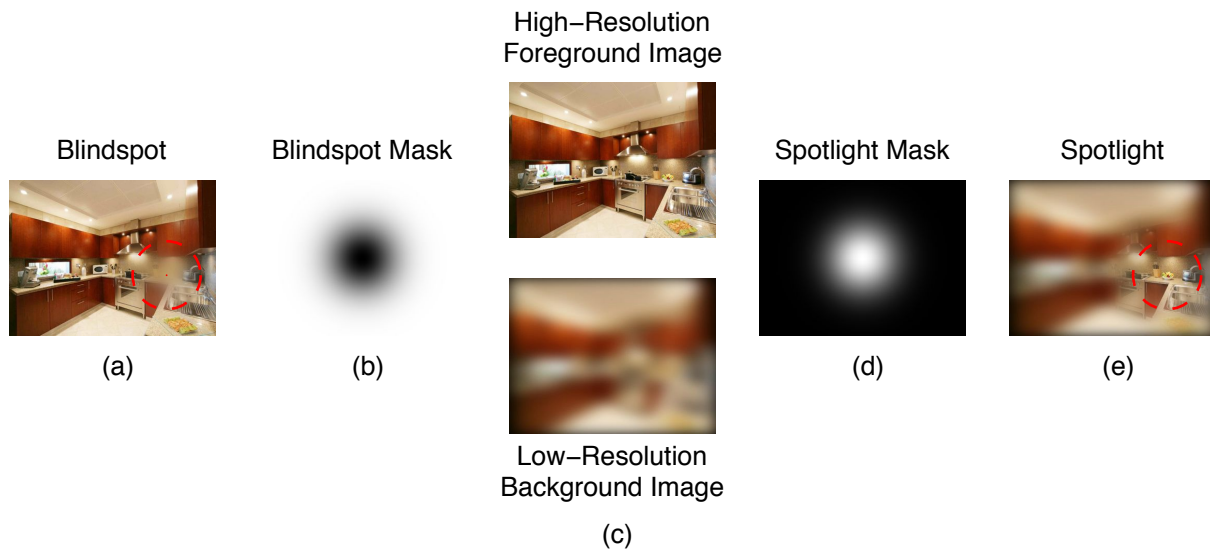 High−Resolution
Foreground Image
Blindspot
Blindspot Mask
Spotlight Mask
Spotlight
(a)
(b)
(d)
(e)
Low−Resolution
Background Image
(c)